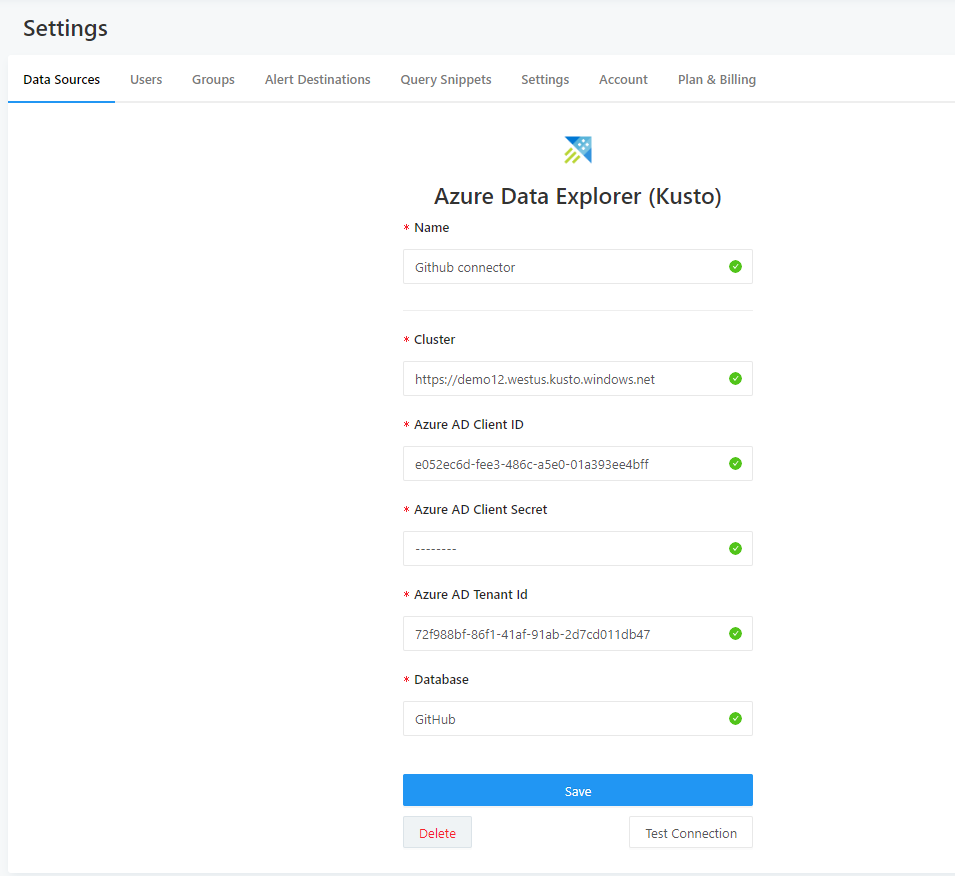 Settings
Data Sources Users Groups Alert Destinations Query Snippets Settings Account Plan & Billing
Azure Data Explorer (Kusto)
* Name
Github connector
* Cluster
https://demo12.westus.kusto.windows.net
* Azure AD Client ID
e052ec6d-fee3-486c-a5e0-01a393ee4bff
* Azure AD Client Secret
--------
* Azure AD Tenant Id
72f988bf-86f1-41af-91ab-2d7cd011db47
* Database
GitHub
Save
Delete Test Connection